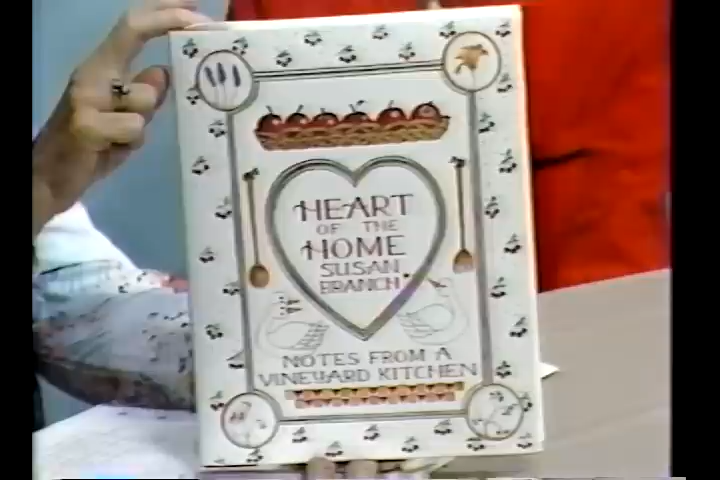 HEART
OF THE
HOME
SUSAN
BRANCH
NOTES FROM A
VINEYARD KITCHEN